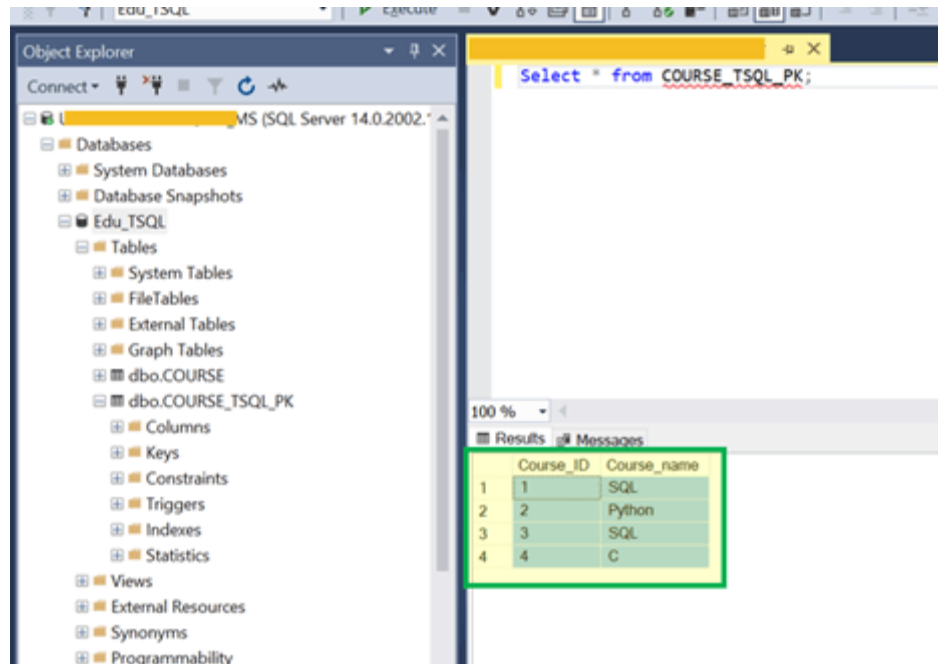 Edu_TSQL
Execute
Object Explorer
Connect
MS (SQL Server 14.0.2002.
Databases
System Databases
Database Snapshots
Edu_TSQL
Tables
System Tables
FileTables
External Tables
Graph Tables
dbo.COURSE
dbo.COURSE_TSQL_PK
Columns
Keys
Constraints
Triggers
Indexes
Statistics
Views
External Resources
Synonyms
Programmability
Select * from COURSE_TSQL_PK;
100 %
Results Messages
Course_ID Course_name
1 1 SQL
2 2 Python
3 3 SQL
4 4 C